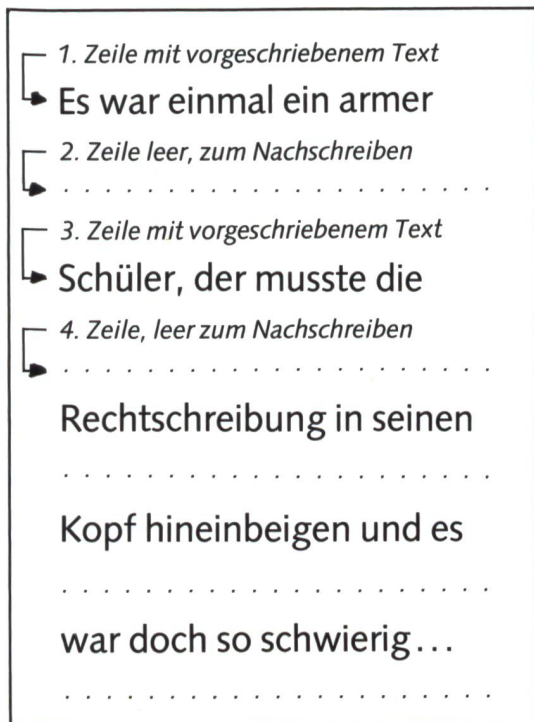 1. Zeile mit vorgeschriebenem Text
Es war einmal ein armer
2. Zeile leer, zum Nachschreiben
. . . . . . . . . . . . . . . . . . . . .
3. Zeile mit vorgeschriebenem Text
Schüler, der musste die
4. Zeile, leer zum Nachschreiben
. . . . . . . . . . . . . . . . . . . . .
Rechtschreibung in seinen
. . . . . . . . . . . . . . . . . . . . .
Kopf hineinbeigen und es
. . . . . . . . . . . . . . . . . . . . .
war doch so schwierig...
. . . . . . . . . . . . . . . . . . . . .